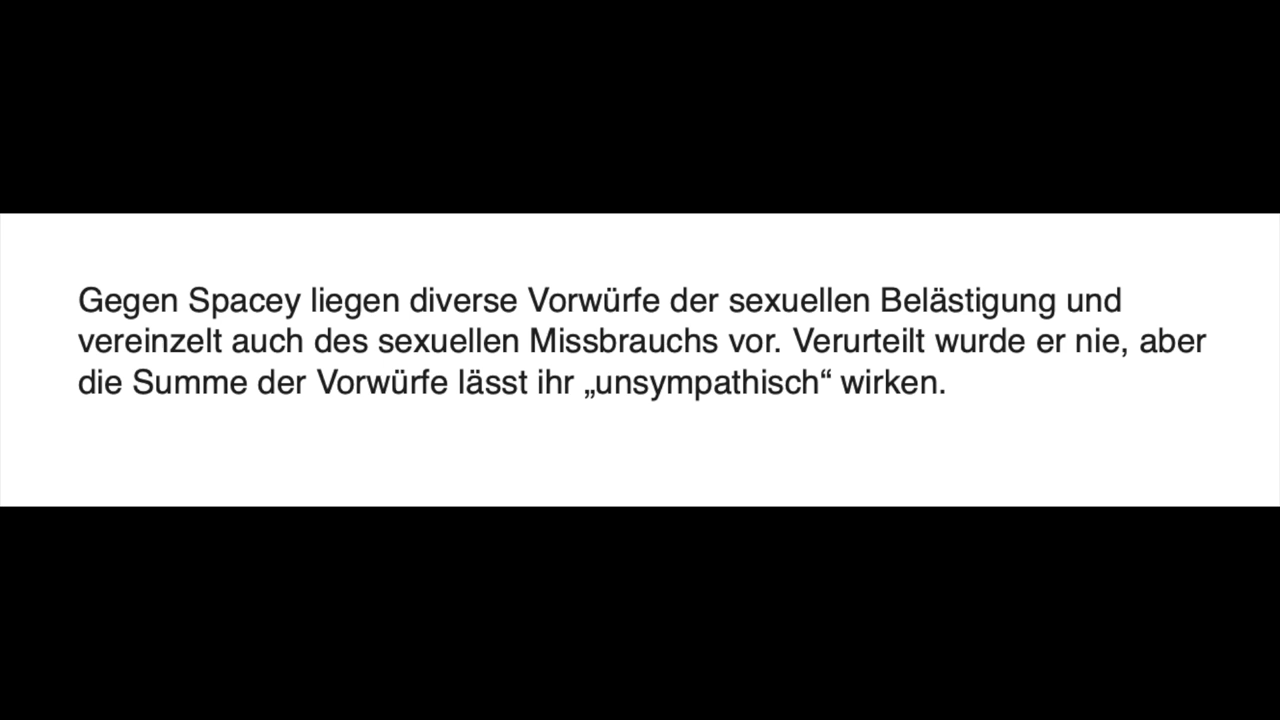 Gegen Spacey liegen diverse Vorwürfe der sexuellen Belästigung und
vereinzelt auch des sexuellen Missbrauchs vor. Verurteilt wurde er nie, aber
die Summe der Vorwürfe lässt ihr „unsympathisch“ wirken.